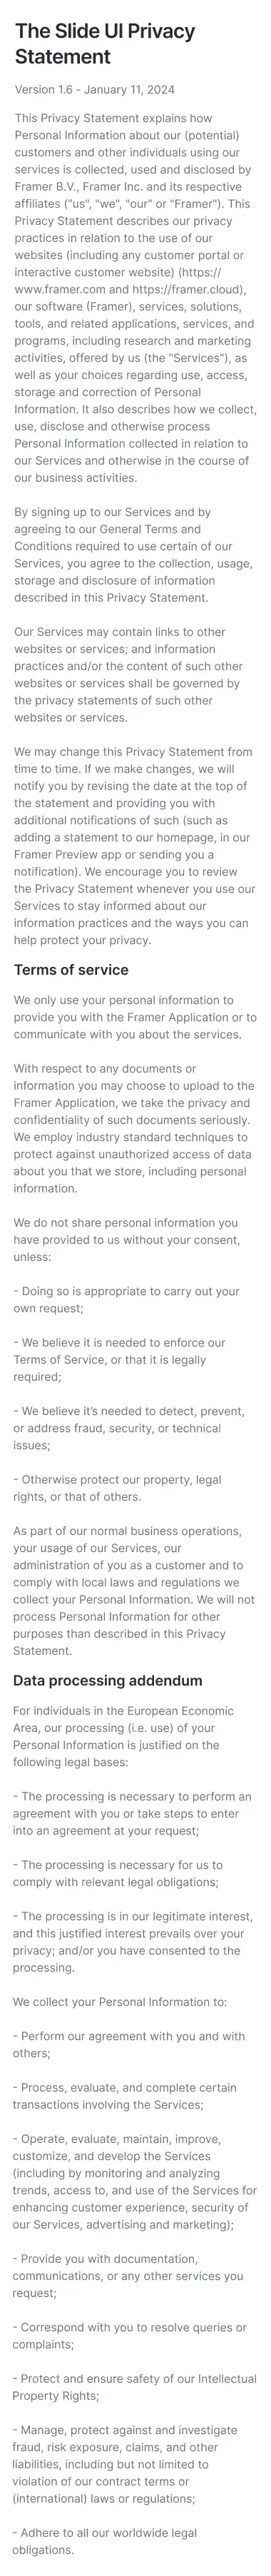 The Slide UI Privacy
Statement
Version 1.6 - January 11, 2024
This Privacy Statement explains how
Personal Information about our (potential)
customers and other individuals using our
services is collected, used and disclosed by
Framer B.V., Framer Inc. and its respective
affiliates ("us", "we", "our" or "Framer"). This
Privacy Statement describes our privacy
practices in relation to the use of our
websites (including any customer portal or
interactive customer website) (https://
www.framer.com and https://framer.cloud),
our software (Framer), services, solutions,
tools, and related applications, services, and
programs, including research and marketing
activities, offered by us (the "Services"), as
well as your choices regarding use, access,
storage and correction of Personal
Information. It also describes how we collect,
use, disclose and otherwise process
Personal Information collected in relation to
our Services and otherwise in the course of
our business activities.
By signing up to our Services and by
agreeing to our General Terms and
Conditions required to use certain of our
Services, you agree to the collection, usage,
storage and disclosure of information
described in this Privacy Statement.
Our Services may contain links to other
websites or services; and information
practices and/or the content of such other
websites or services shall be governed by
the privacy statements of such other
websites or services.
We may change this Privacy Statement from
time to time. If we make changes, we will
notify you by revising the date at the top of
the statement and providing you with
additional notifications of such (such as
adding a statement to our homepage, in our
Framer Preview app or sending you a
notification). We encourage you to review
the Privacy Statement whenever you use our
Services to stay informed about our
information practices and the ways you can
help protect your privacy.
Terms of service
We only use your personal information to
provide you with the Framer Application or to
communicate with you about the services.
With respect to any documents or
information you may choose to upload to the
Framer Application, we take the privacy and
confidentiality of such documents seriously.
We employ industry standard techniques to
protect against unauthorized access of data
about you that we store, including personal
information.
We do not share personal information you
have provided to us without your consent,
unless:
- Doing so is appropriate to carry out your
own request;
- We believe it is needed to enforce our
Terms of Service, or that it is legally
required;
- We believe it’s needed to detect, prevent,
or address fraud, security, or technical
issues;
- Otherwise protect our property, legal
rights, or that of others.
As part of our normal business operations,
your usage of our Services, our
administration of you as a customer and to
comply with local laws and regulations we
collect your Personal Information. We will not
process Personal Information for other
purposes than described in this Privacy
Statement.
Data processing addendum
For individuals in the European Economic
Area, our processing (i.e. use) of your
Personal Information is justified on the
following legal bases:
- The processing is necessary to perform an
agreement with you or take steps to enter
into an agreement at your request;
- The processing is necessary for us to
comply with relevant legal obligations;
- The processing is in our legitimate interest,
and this justified interest prevails over your
privacy; and/or you have consented to the
processing.
We collect your Personal Information to:
- Perform our agreement with you and with
others;
- Process, evaluate, and complete certain
transactions involving the Services;
- Operate, evaluate, maintain, improve,
customize, and develop the Services
(including by monitoring and analyzing
trends, access to, and use of the Services for
enhancing customer experience, security of
our Services, advertising and marketing);
- Provide you with documentation,
communications, or any other services you
request;
- Correspond with you to resolve queries or
complaints;
- Protect and ensure safety of our Intellectual
Property Rights;
- Manage, protect against and investigate
fraud, risk exposure, claims, and other
liabilities, including but not limited to
violation of our contract terms or
(international) laws or regulations;
- Adhere to all our worldwide legal
obligations.